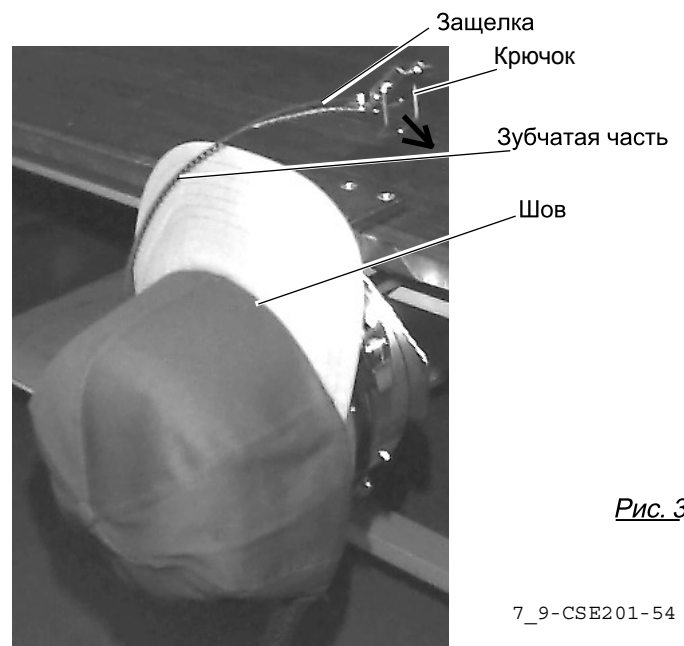 Защелка
Крючок
Зубчатая часть
Шов
Рис. 3
7_9-CSE201-54